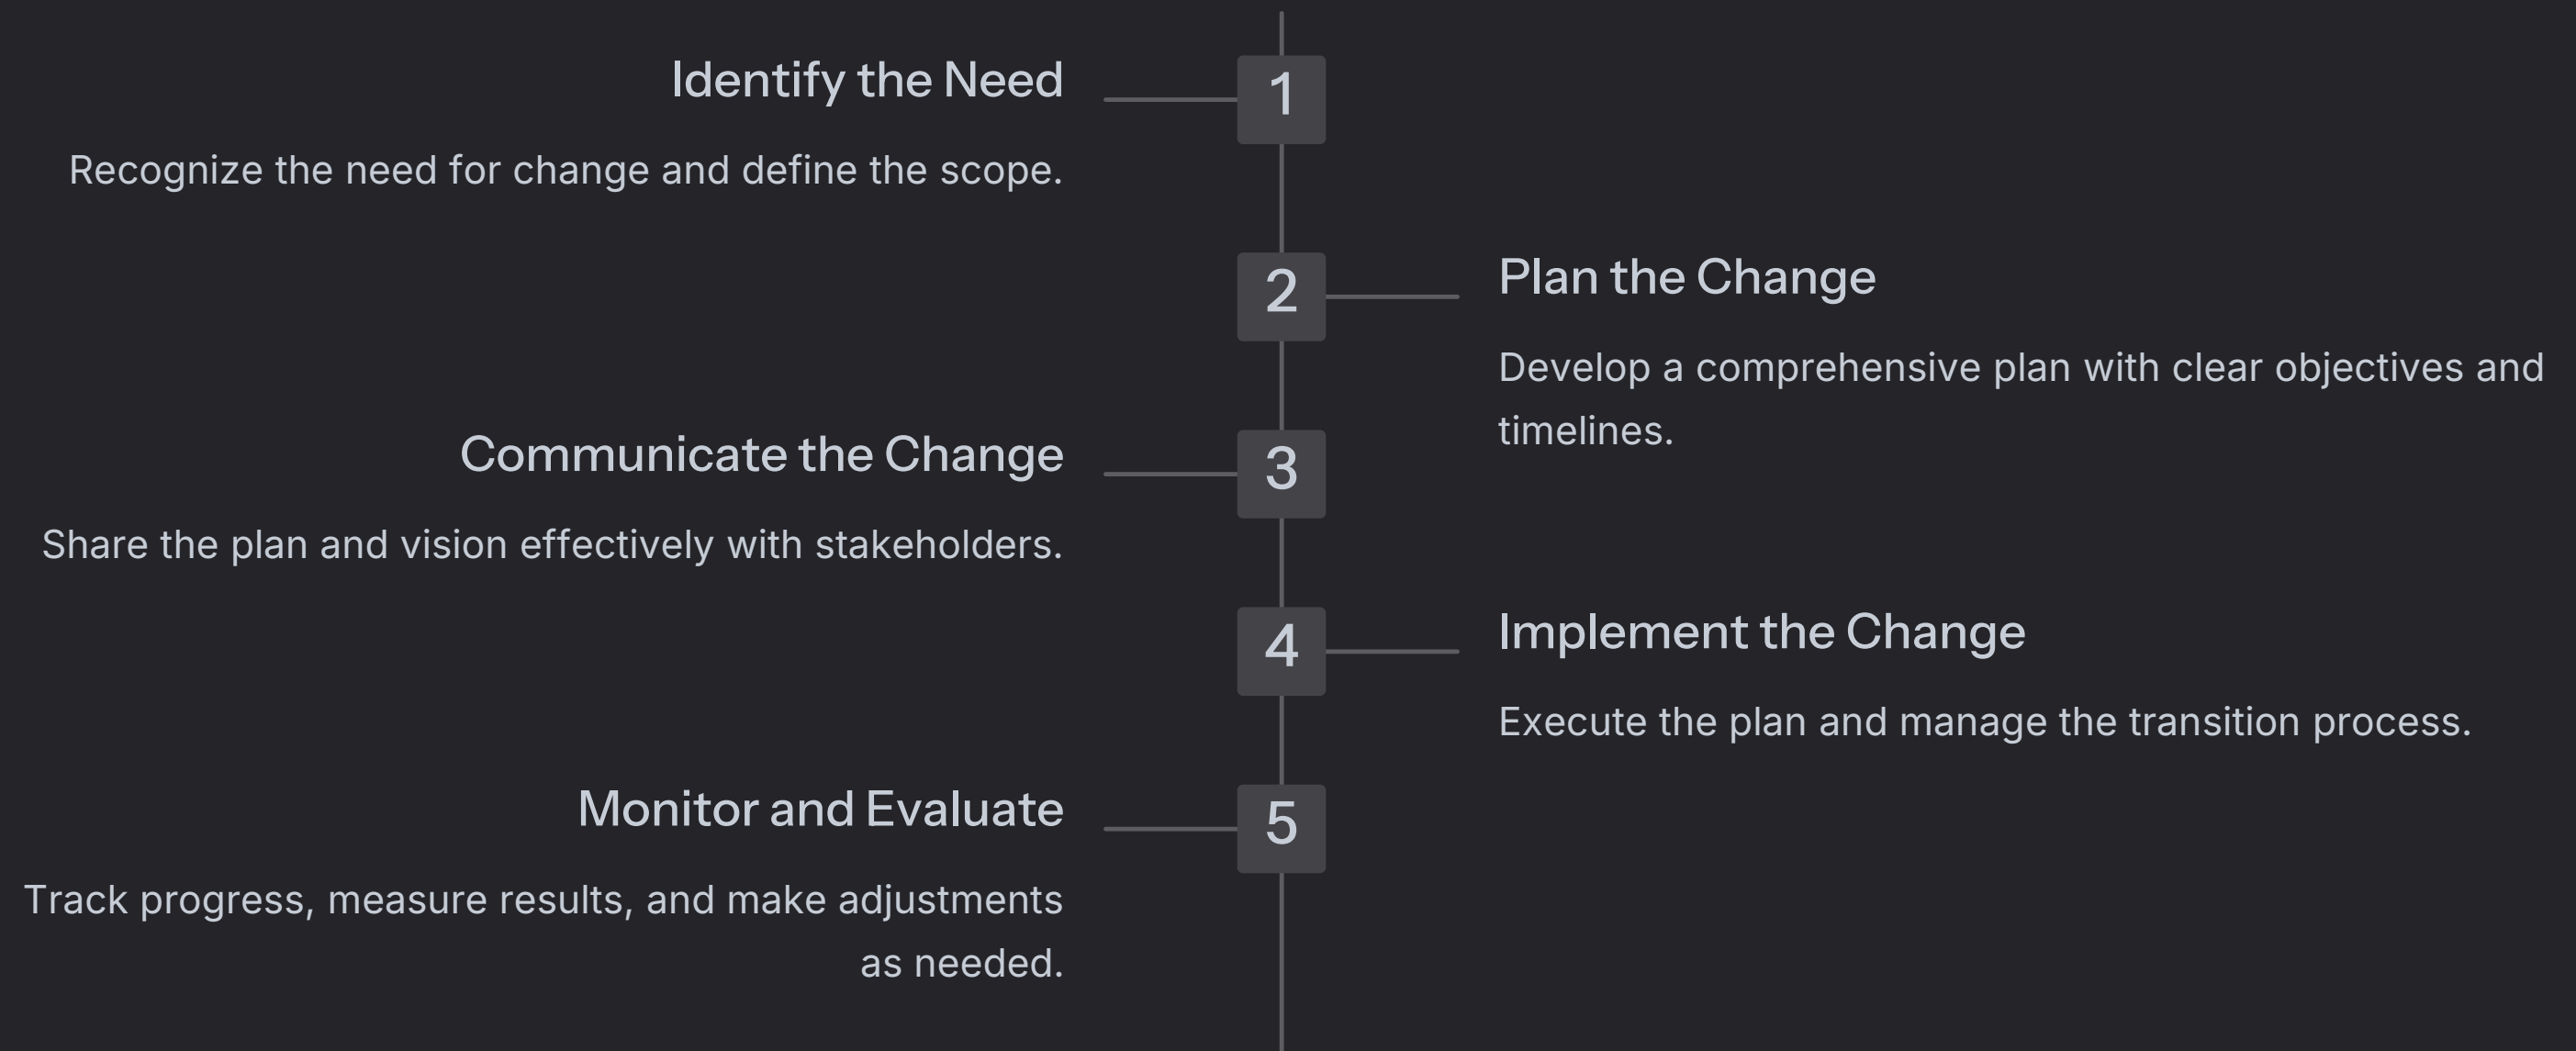 1
Identify the Need
Recognize the need for change and define the scope.
2
Plan the Change
Develop a comprehensive plan with clear objectives and
timelines.
3
Communicate the Change
Share the plan and vision effectively with stakeholders.
4
Implement the Change
Execute the plan and manage the transition process.
5
Monitor and Evaluate
Track progress, measure results, and make adjustments
as needed.